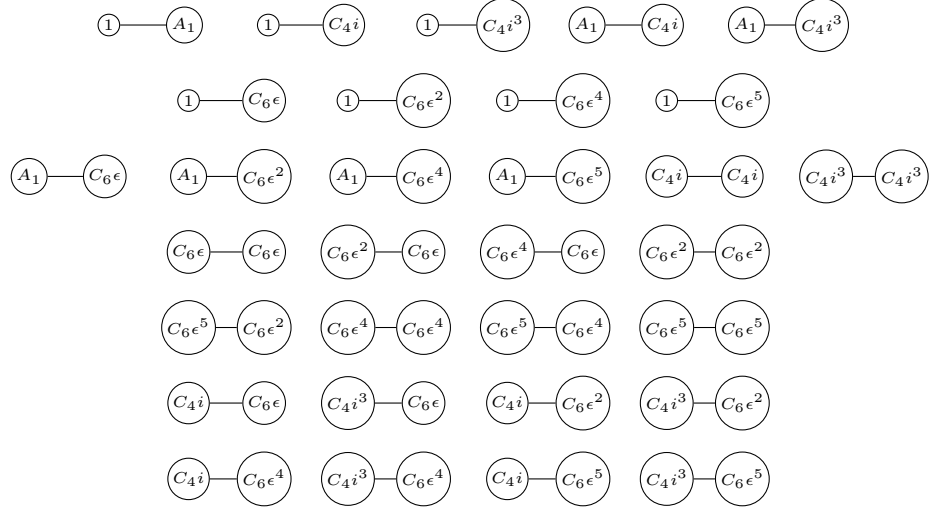 1 A₁ 1 C₄i 1 C₄i³ A₁ C₄i A₁ C₄i³
1 C₆ϵ 1 C₆ϵ² 1 C₆ϵ⁴ 1 C₆ϵ⁵
A₁ C₆ϵ A₁ C₆ϵ² A₁ C₆ϵ⁴ A₁ C₆ϵ⁵ C₄i C₄i C₄i³ C₄i³
C₆ϵ C₆ϵ C₆ϵ² C₆ϵ C₆ϵ⁴ C₆ϵ C₆ϵ² C₆ϵ²
C₆ϵ⁵ C₆ϵ² C₆ϵ⁴ C₆ϵ⁴ C₆ϵ⁵ C₆ϵ⁴ C₆ϵ⁵ C₆ϵ⁵
C₄i C₆ϵ C₄i³ C₆ϵ C₄i C₆ϵ² C₄i³ C₆ϵ²
C₄i C₆ϵ⁴ C₄i³ C₆ϵ⁴ C₄i C₆ϵ⁵ C₄i³ C₆ϵ⁵